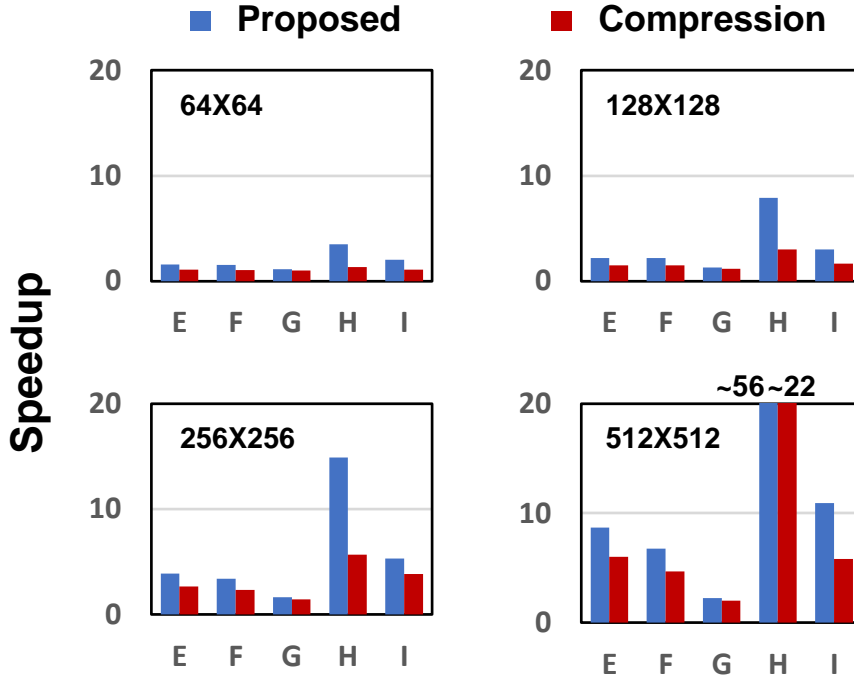 Proposed Compression
Speedup
20
64X64
10
0
E F G H I
20
128X128
10
0
E F G H I
20
256X256
10
0
E F G H I
~56 ~22
20
512X512
10
0
E F G H I